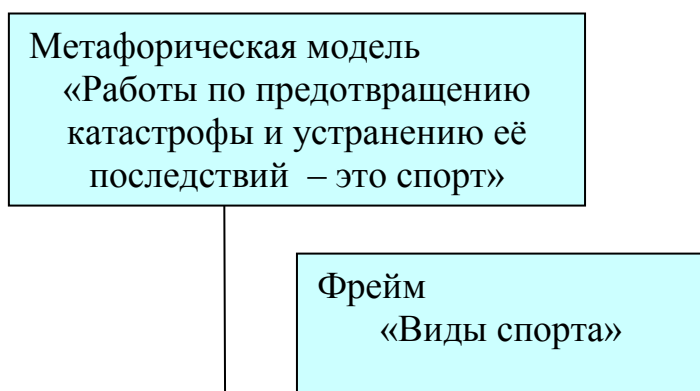 Метафорическая модель
«Работы по предотвращению
катастрофы и устранению её
последствий – это спорт»
Фрейм
«Виды спорта»